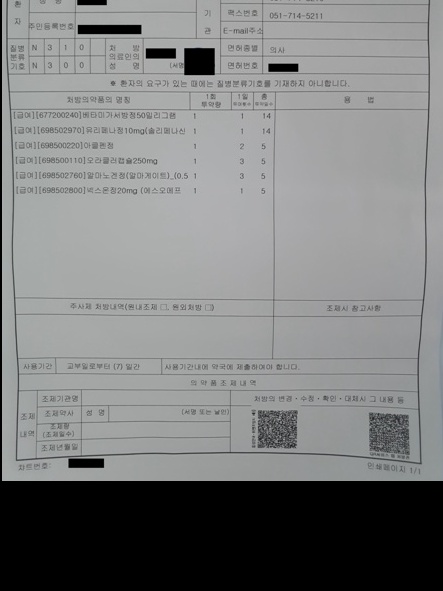 환
자
성 명
주민등록번호
기
관
팩스번호 051-714-5211
E-mail주소
질병
분류
기호
N 3 1 0
N 3 0 0
처 방
의료인의
성 명
(서명
면허종별 의사
면허번호
※ 환자의 요구가 있는 때에는 질병분류기호를 기재하지 아니합니다.
처방의약품의 명칭 1회 투약량 1일 투여횟수 총 투약일수 용 법
[급여][677200240]베타미가서방정50밀리그램 1 1 14
[급여][698502970]유리페나정10mg(솔리페나신 1 1 14
[급여][698500220]아클펜정 1 2 5
[급여][698500110]오라클러캡슐250mg 1 3 5
[급여][698502760]알마노겐정(알마게이트)_(0.5 1 3 5
[급여][698502800]넥스온정20mg (에스오메프 1 1 5
주사제 처방내역(원내조제 □, 원외처방 □) 조제시 참고사항
사용기간 교부일로부터 (7) 일간 사용기간내에 약국에 제출하여야 합니다.
의 약 품 조 제 내 역
조제
내역
조제기관명 처방의 변경·수정·확인·대체시 그 내용 등
조제약사 성 명 (서명 또는 날인)
조제량
(조제일수)
조제년월일
차트번호: 인쇄페이지 1/1